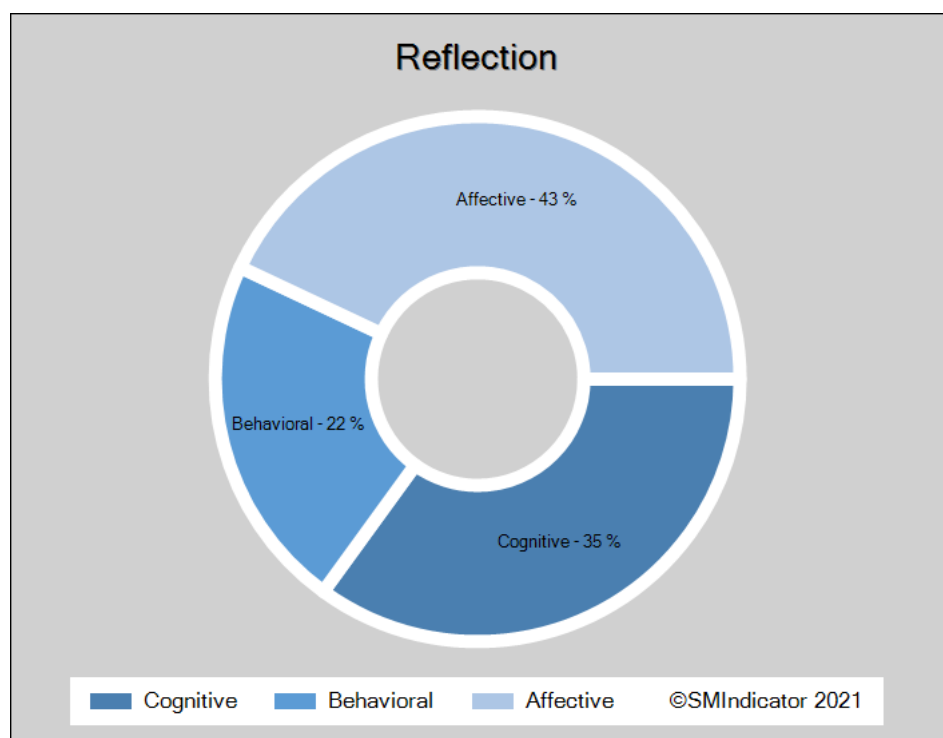 Reflection
Affective - 43 %
Behavioral - 22 %
Cognitive - 35 %
Cognitive Behavioral Affective ©SMIndicator 2021